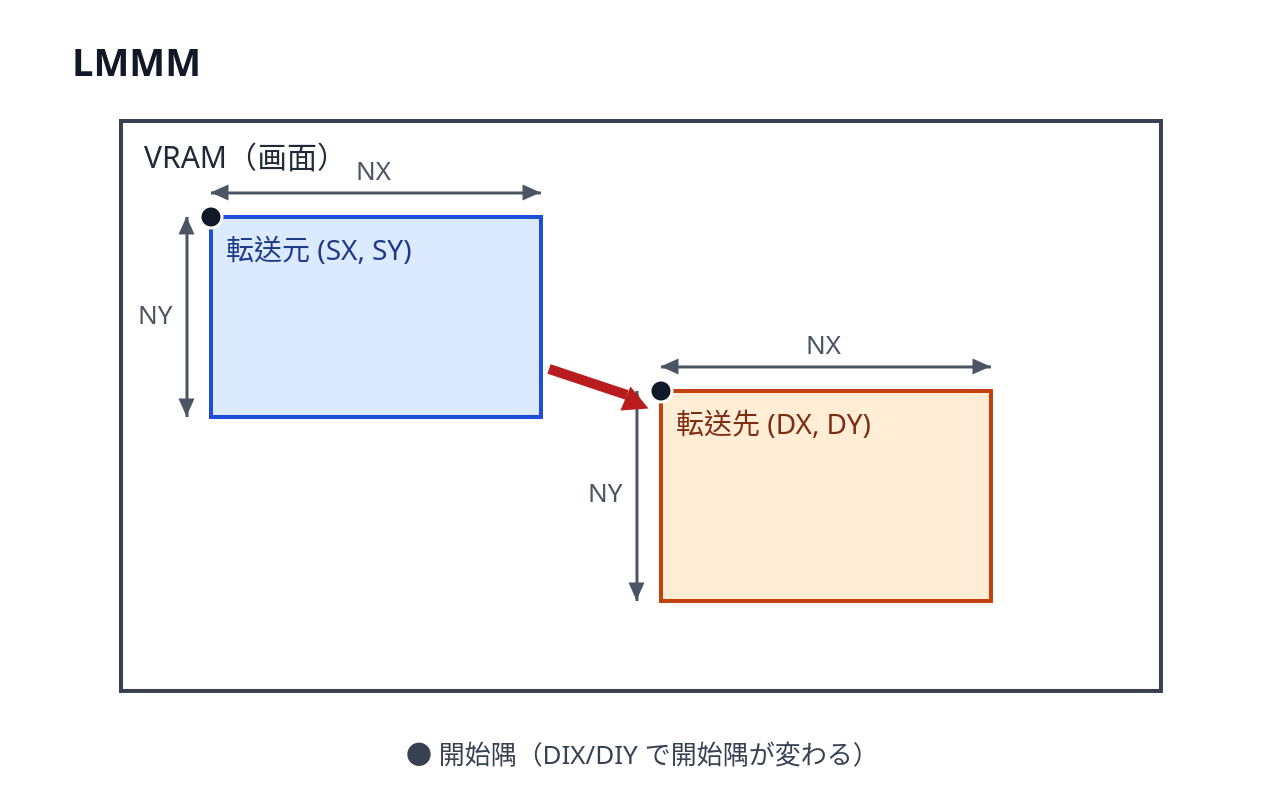 LMMM
VRAM（画面）
NX
転送元 (SX, SY)
NY
NX
転送先 (DX, DY)
NY
開始隅（DIX/DIY で開始隅が変わる）